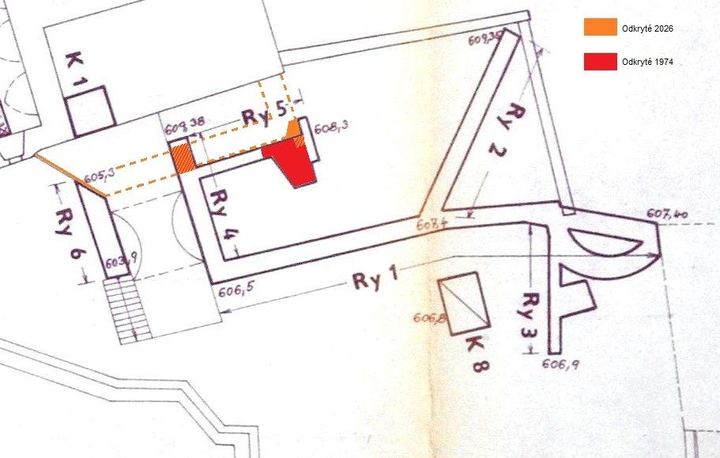 Odkryté 2026
Odkryté 1974
K 1
609,38
Ry 5
608,3
609,38
Ry 2
605,3
Ry 6
Ry 4
603,9
607,4
607,40
606,5
Ry 1
606,8
K 8
Ry 3
606,9